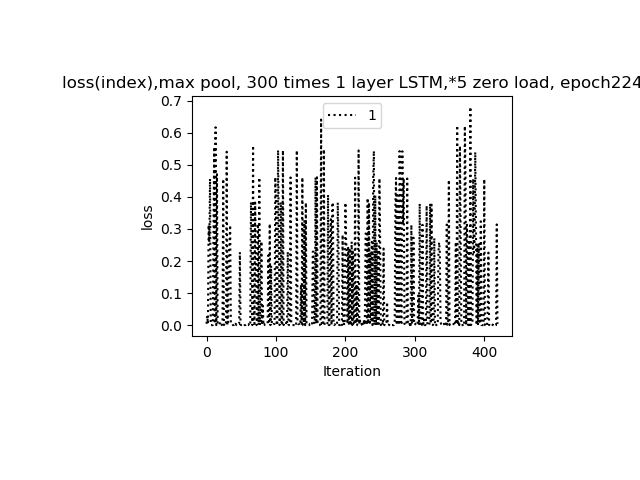 loss(index),max pool, 300 times 1 layer LSTM,*5 zero load, epoch224
0.7
1
0.6
0.5
0.4
loss
0.3
0.2
0.1
0.0
0 100 200 300 400
Iteration